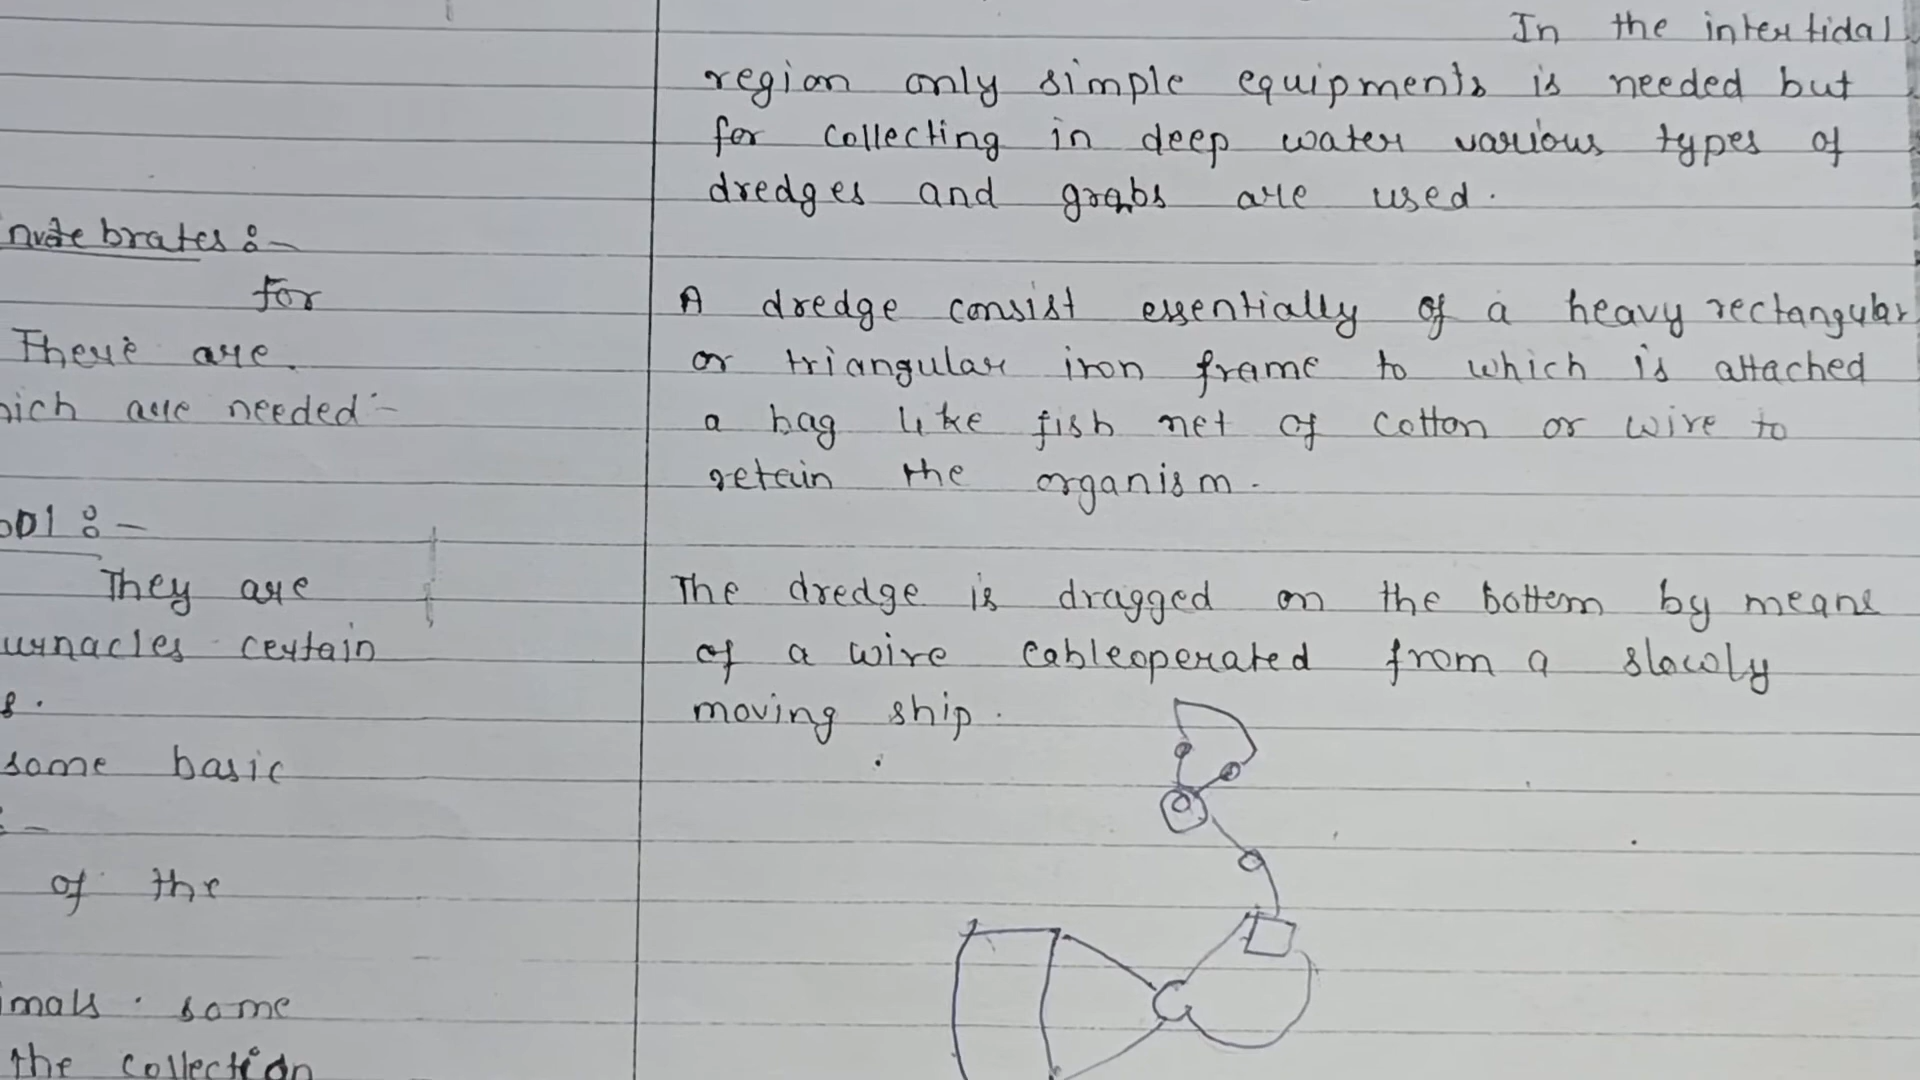 nvatebrates :-
for
There are
hich are needed :-
OD1 :-
They are
urnacles certain
s.
some basic
:-
of the
imals . some
the collection
In the intertidal
region only simple equipments is needed but
for collecting in deep water various types of
dredges and grabs are used.
A dredge consist essentially of a heavy rectangular
or triangular iron frame to which is attached
a bag like fish net of cotton or wire to
retain the organism.
The dredge is dragged on the bottom by means
of a wire cableoperated from a slowly
moving ship.